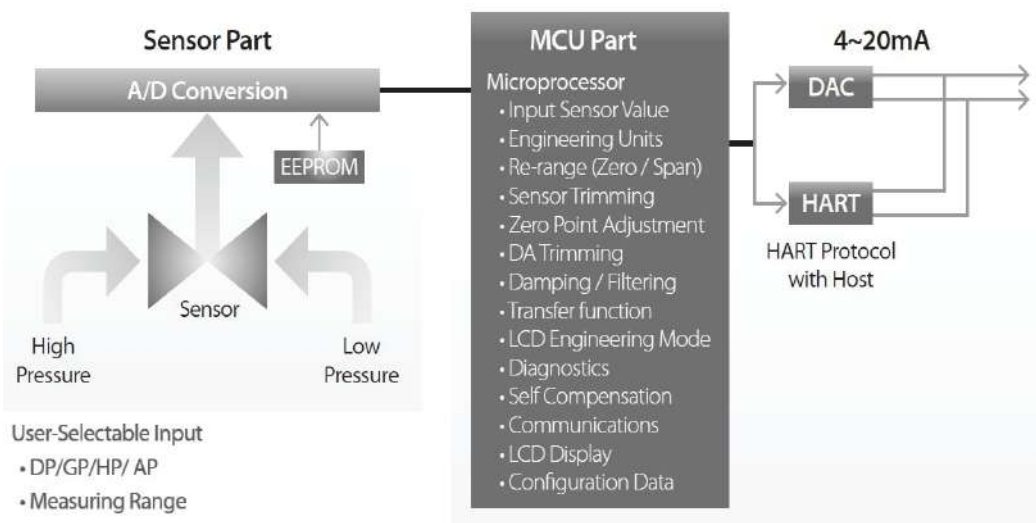 Sensor Part
A/D Conversion
EEPROM
Sensor
High
Pressure
Low
Pressure
User-Selectable Input
• DP/GP/HP/ AP
• Measuring Range
MCU Part
Microprocessor
• Input Sensor Value
• Engineering Units
• Re-range (Zero / Span)
• Sensor Trimming
• Zero Point Adjustment
• DA Trimming
• Damping / Filtering
• Transfer function
• LCD Engineering Mode
• Diagnostics
• Self Compensation
• Communications
• LCD Display
• Configuration Data
4~20mA
DAC
HART
HART Protocol
with Host